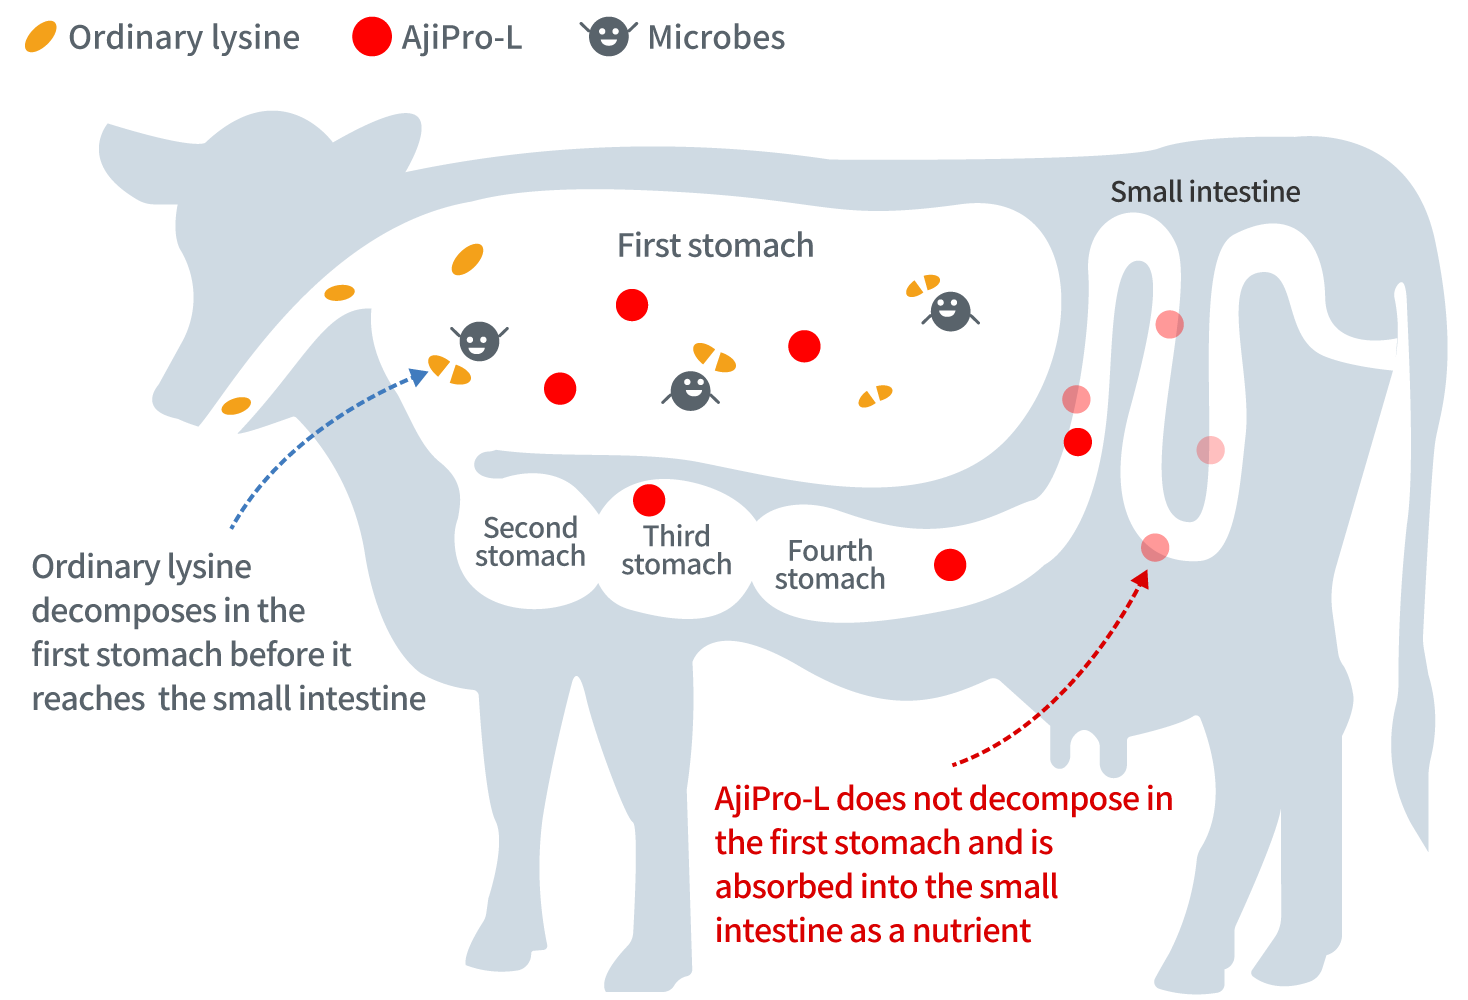 Ordinary lysine
AjiPro-L
Microbes
Small intestine
First stomach
Second
stomach
Third
stomach
Fourth
stomach
Ordinary lysine
decomposes in the
first stomach before it
reaches  the small intestine
AjiPro-L does not decompose in
the first stomach and is
absorbed into the small
intestine as a nutrient